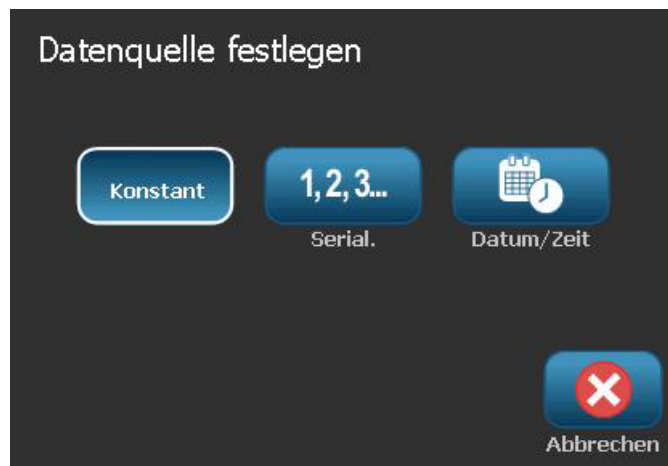 Datenquelle festlegen
Konstant
1, 2, 3...
Serial.
Datum/Zeit
Abbrechen